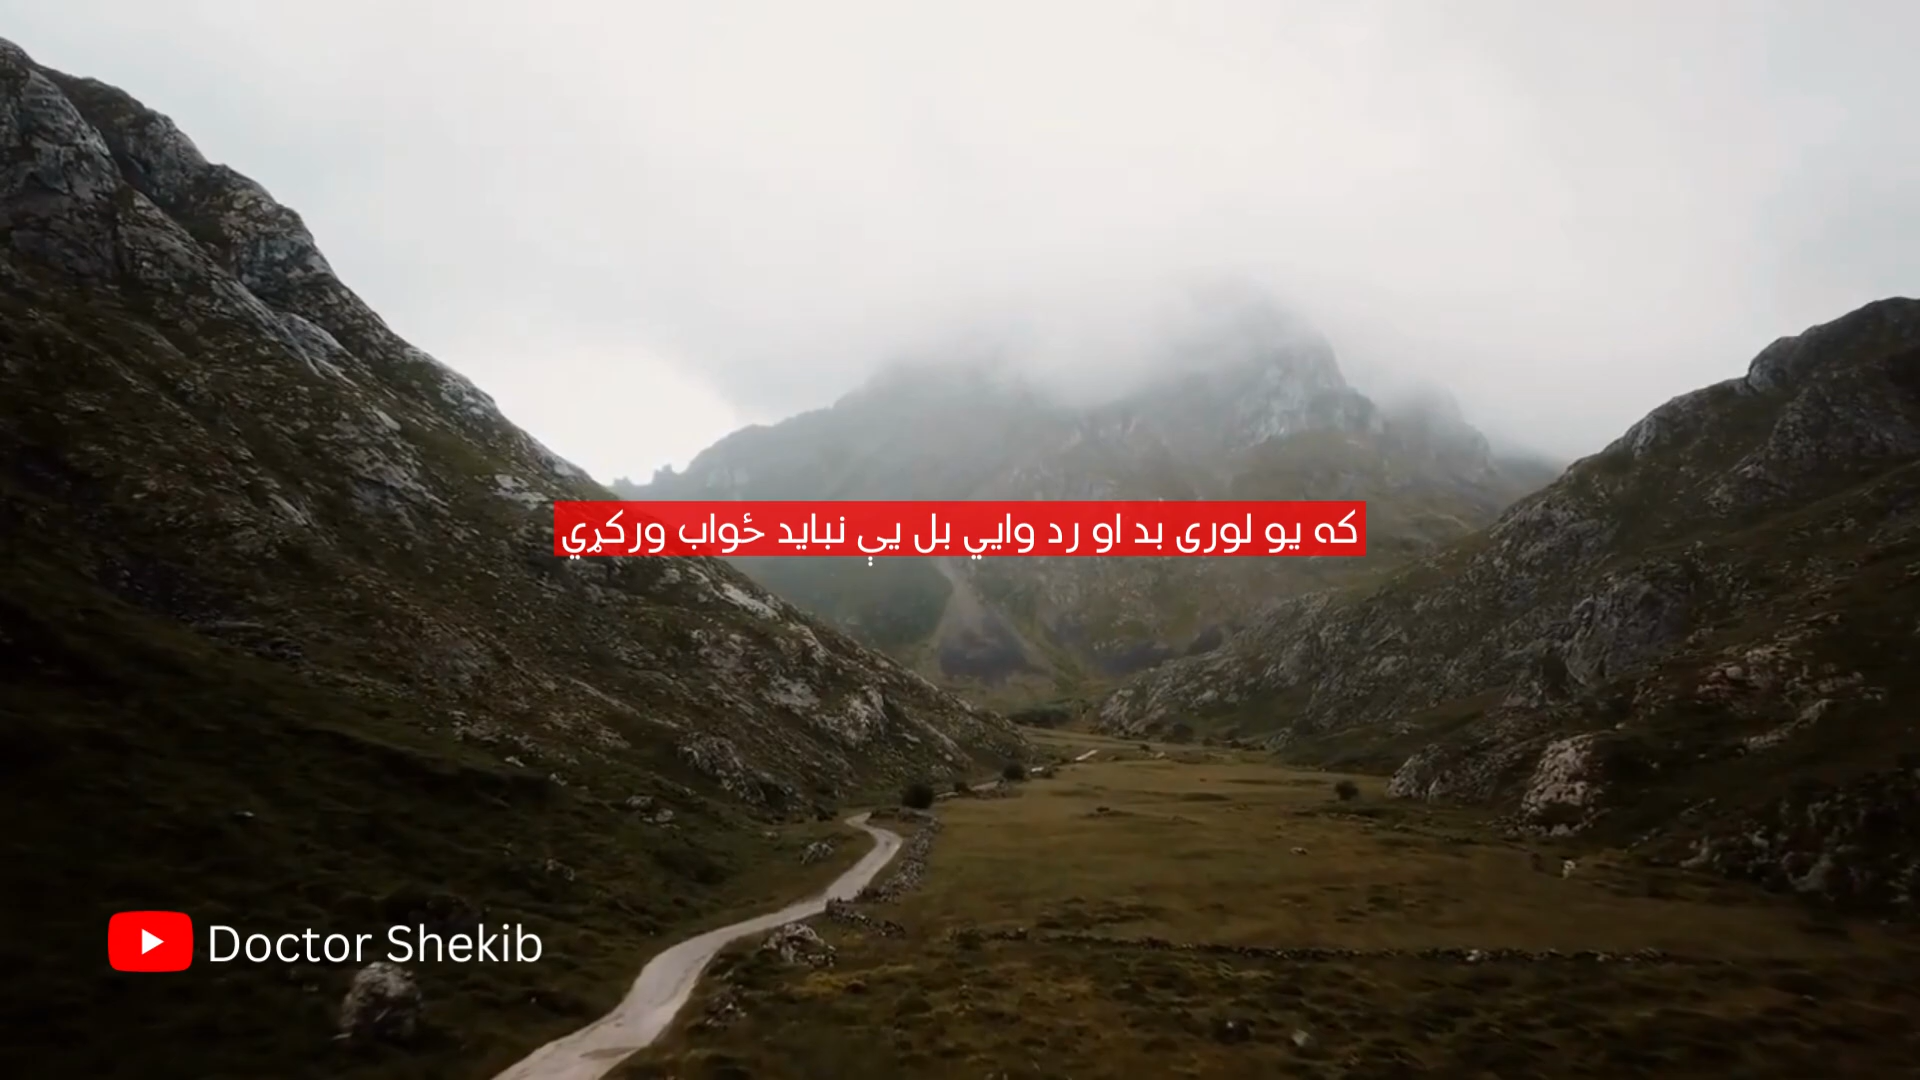 که یو لوری بد او رد وايي بل يې نبايد ځواب ورکړي
Doctor Shekib